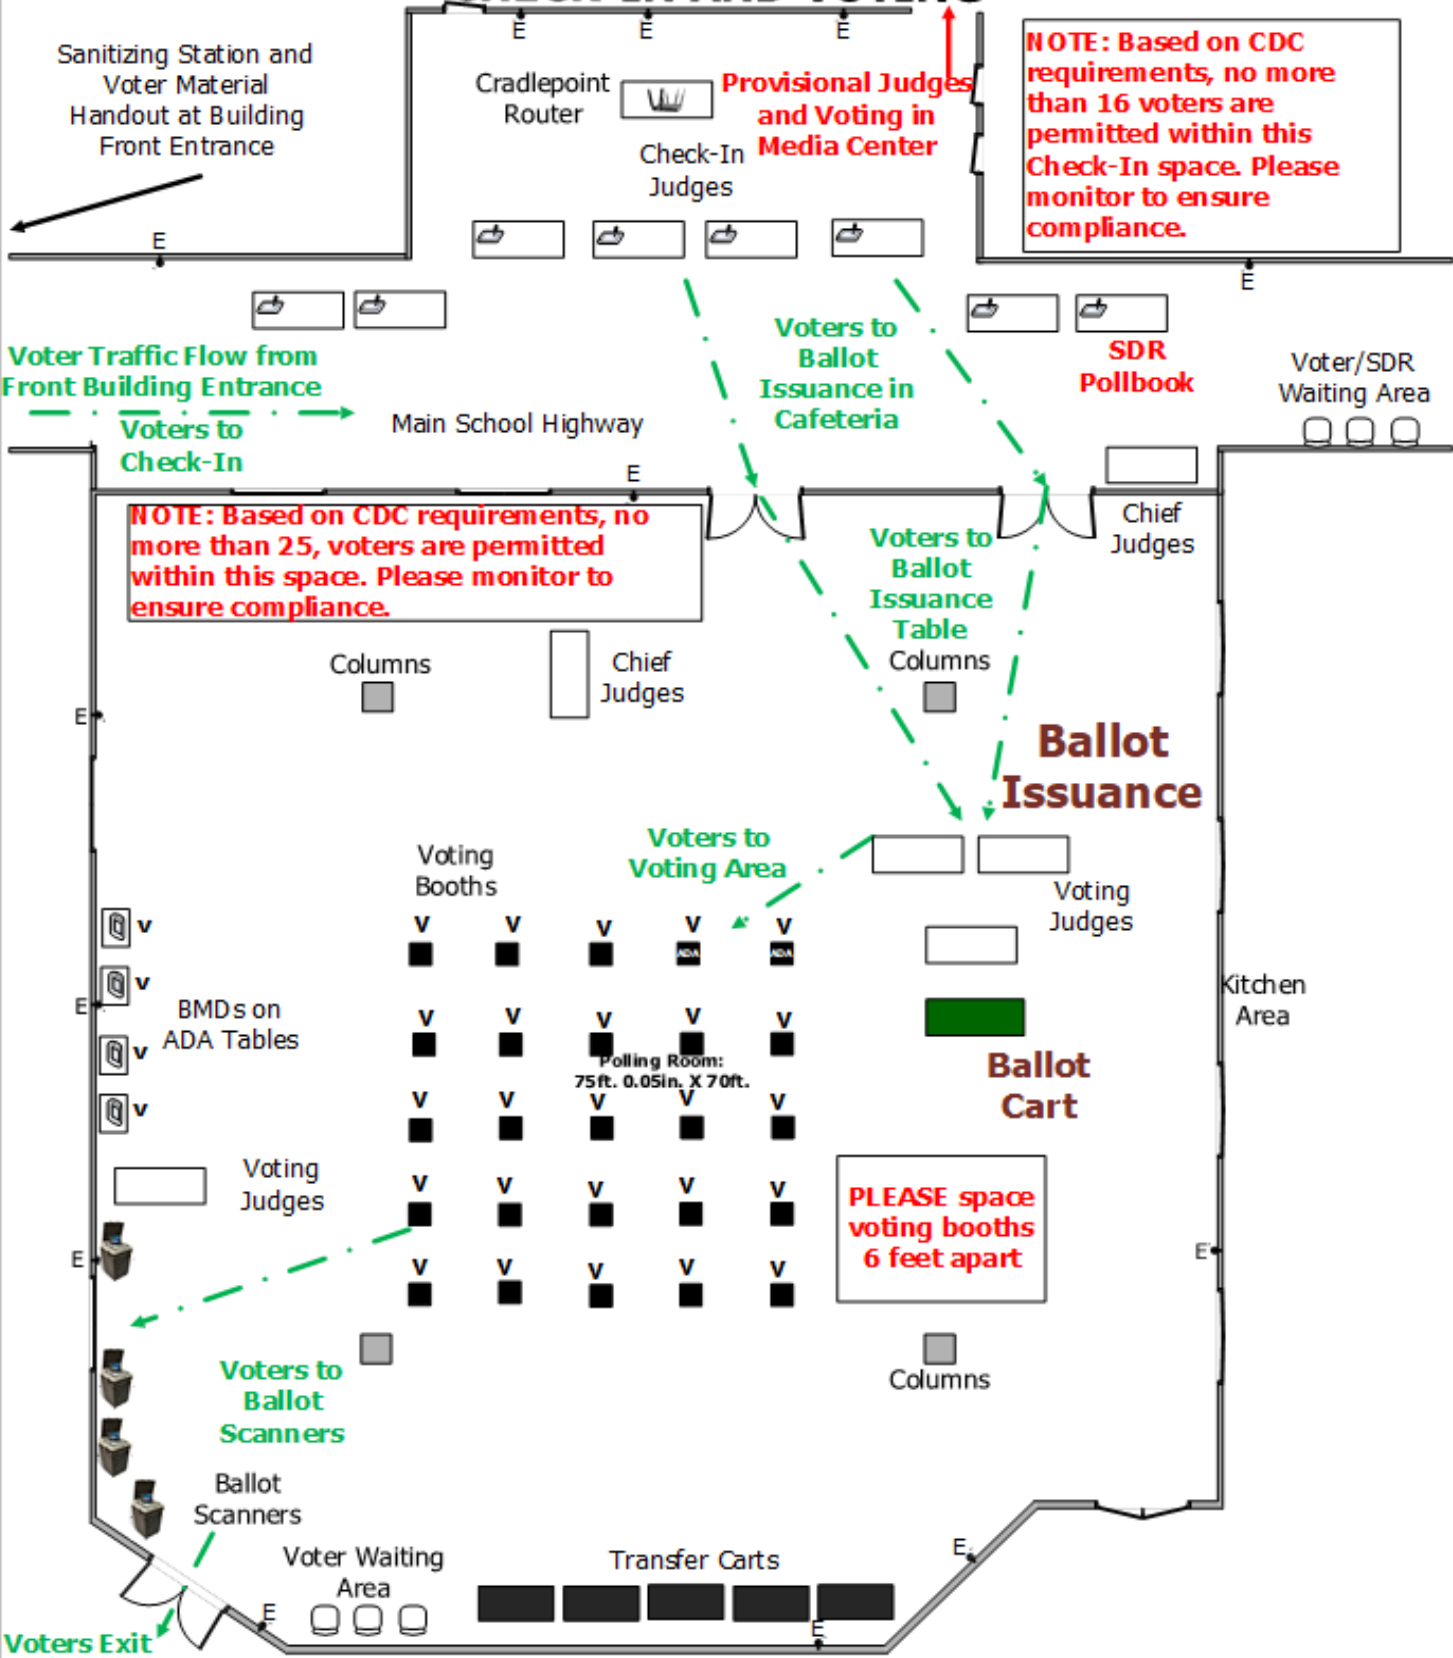 CHECK-IN AND VOTING
E
E
E
Sanitizing Station and
Voter Material
Handout at Building
Front Entrance
Cradlepoint
Router
Provisional Judges
and Voting in
Media Center
Check-In
Judges
NOTE: Based on CDC
requirements, no more
than 16 voters are
permitted within this
Check-In space. Please
monitor to ensure
compliance.
E
E
Voter Traffic Flow from
Front Building Entrance
Voters to
Check-In
Main School Highway
Voters to
Ballot
Issuance in
Cafeteria
SDR
Pollbook
Voter/SDR
Waiting Area
E
Chief
Judges
NOTE: Based on CDC requirements, no
more than 25, voters are permitted
within this space. Please monitor to
ensure compliance.
Voters to
Ballot
Issuance
Table
Columns
Chief
Judges
Columns
E
Ballot
Issuance
Voters to
Voting Area
Voting
Booths
Voting
Judges
V
V V V V V
ADA ADA
V
E
BMDs on
ADA Tables
Kitchen
Area
V V V V V
V
Polling Room:
75ft. 0.05in. X 70ft.
Ballot
Cart
V
V V V V V
Voting
Judges
V V V V V
PLEASE space
voting booths
6 feet apart
E
E
V V V V V
Voters to
Ballot
Scanners
Columns
Ballot
Scanners
Voter Waiting
Area
Transfer Carts
E
E
E
Voters Exit